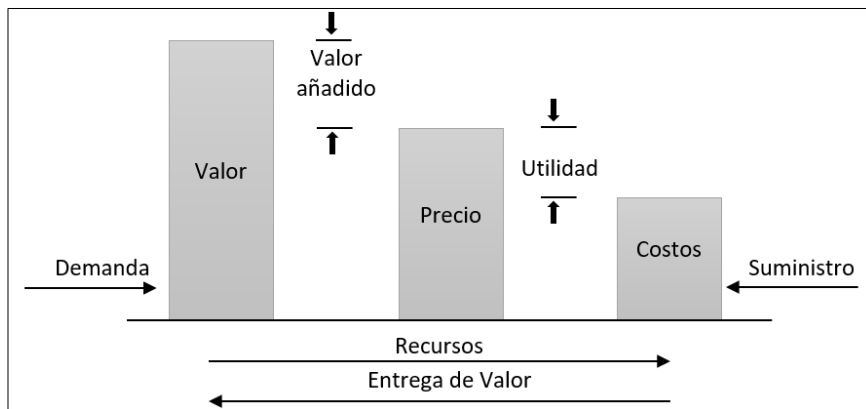 Valor
añadido
Valor
Utilidad
Precio
Costos
Demanda
Suministro
Recursos
Entrega de Valor